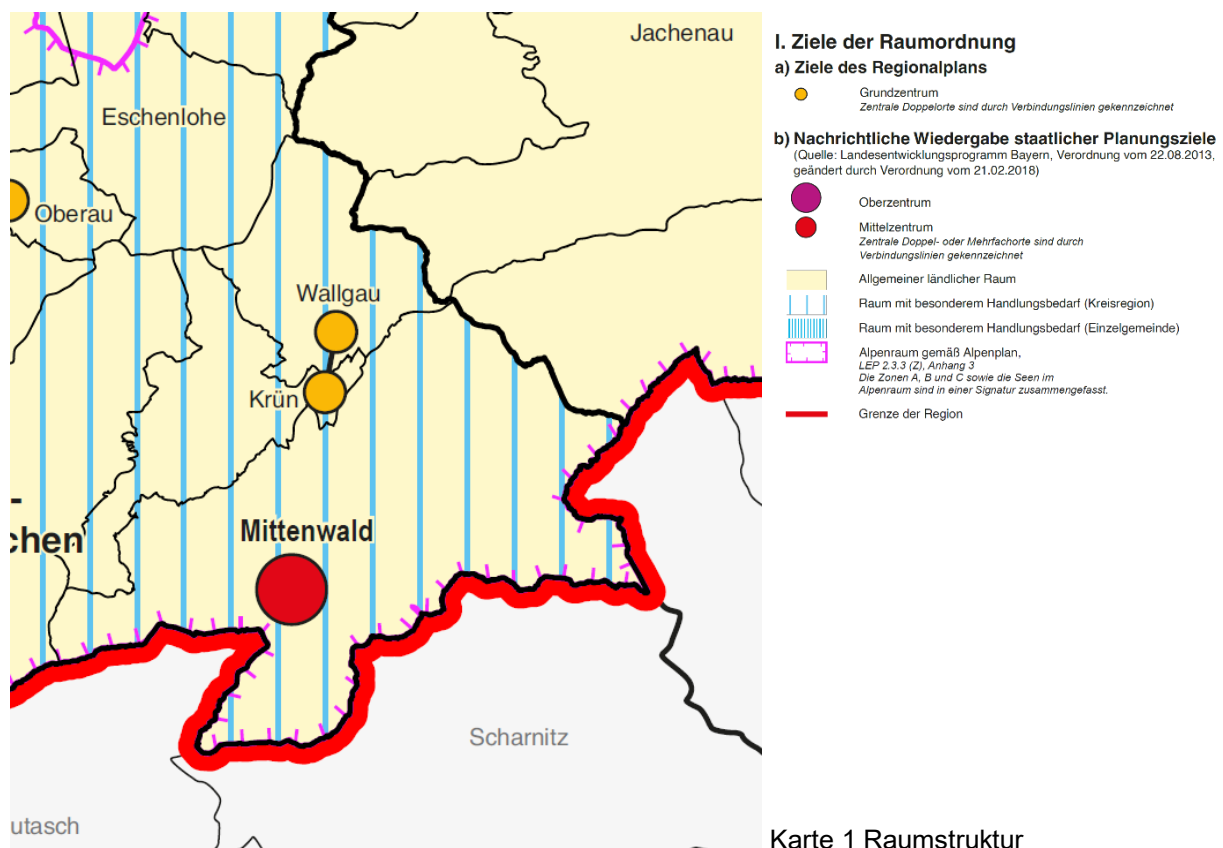 Jachenau
Eschenlohe
Oberau
Wallgau
Krün
-
chen
Mittenwald
Scharnitz
utasch
I. Ziele der Raumordnung
a) Ziele des Regionalplans
Grundzentrum
Zentrale Doppelorte sind durch Verbindungslinien gekennzeichnet
b) Nachrichtliche Wiedergabe staatlicher Planungsziele
(Quelle: Landesentwicklungsprogramm Bayern, Verordnung vom 22.08.2013,
geändert durch Verordnung vom 21.02.2018)
Oberzentrum
Mittelzentrum
Zentrale Doppel- oder Mehrfachorte sind durch
Verbindungslinien gekennzeichnet
Allgemeiner ländlicher Raum
Raum mit besonderem Handlungsbedarf (Kreisregion)
Raum mit besonderem Handlungsbedarf (Einzelgemeinde)
Alpenraum gemäß Alpenplan,
LEP 2.3.3 (Z), Anhang 3
Die Zonen A, B und C sowie die Seen im
Alpenraum sind in einer Signatur zusammengefasst.
Grenze der Region
Karte 1 Raumstruktur